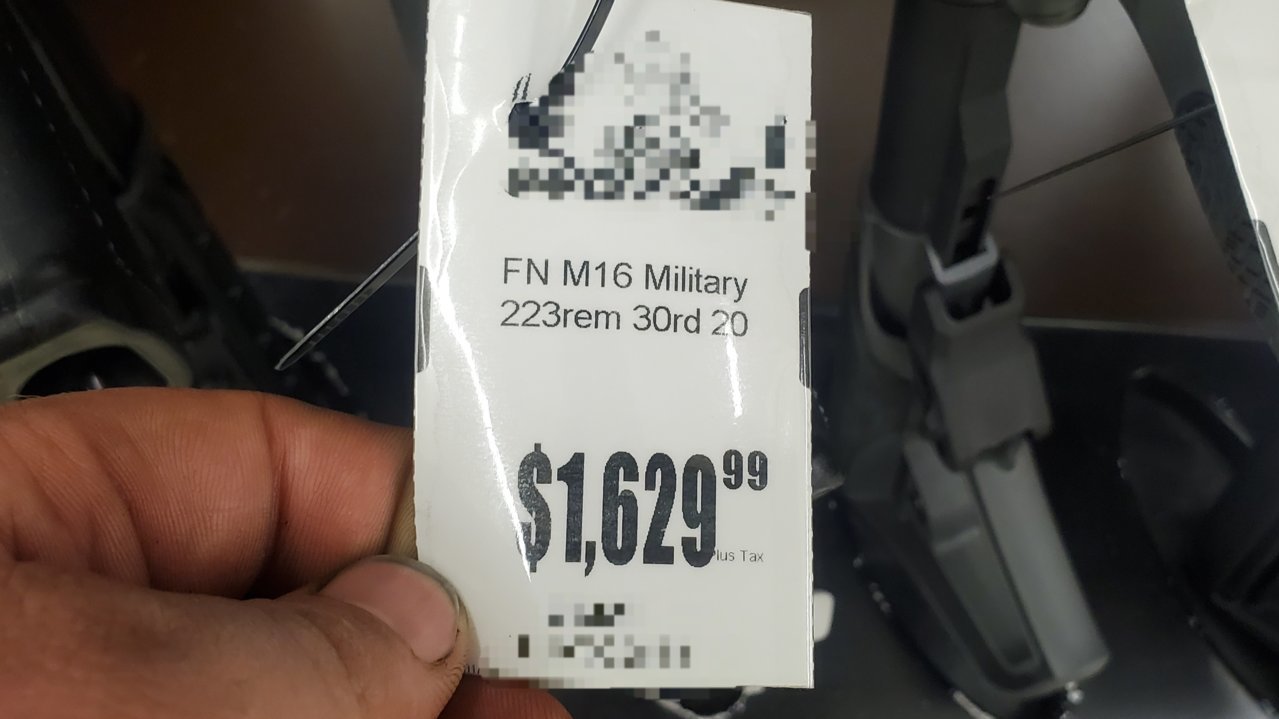 FN M16 Military
223rem 30rd 20
$1,629.99
Plus Tax